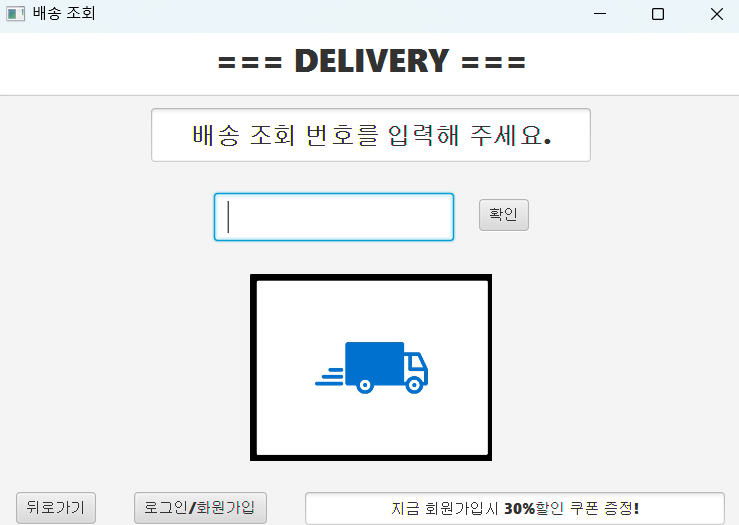 배송 조회
=== DELIVERY ===
배송 조회 번호를 입력해 주세요.
확인
뒤로가기
로그인/회원가입
지금 회원가입시 30%할인 쿠폰 증정!